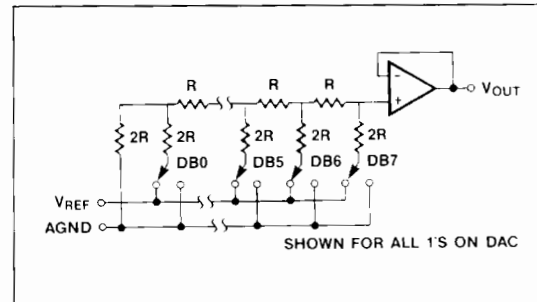 R R R
- +
VOUT
2R 2R 2R 2R 2R
DB0 DB5 DB6 DB7
VREF
AGND
SHOWN FOR ALL 1'S ON DAC